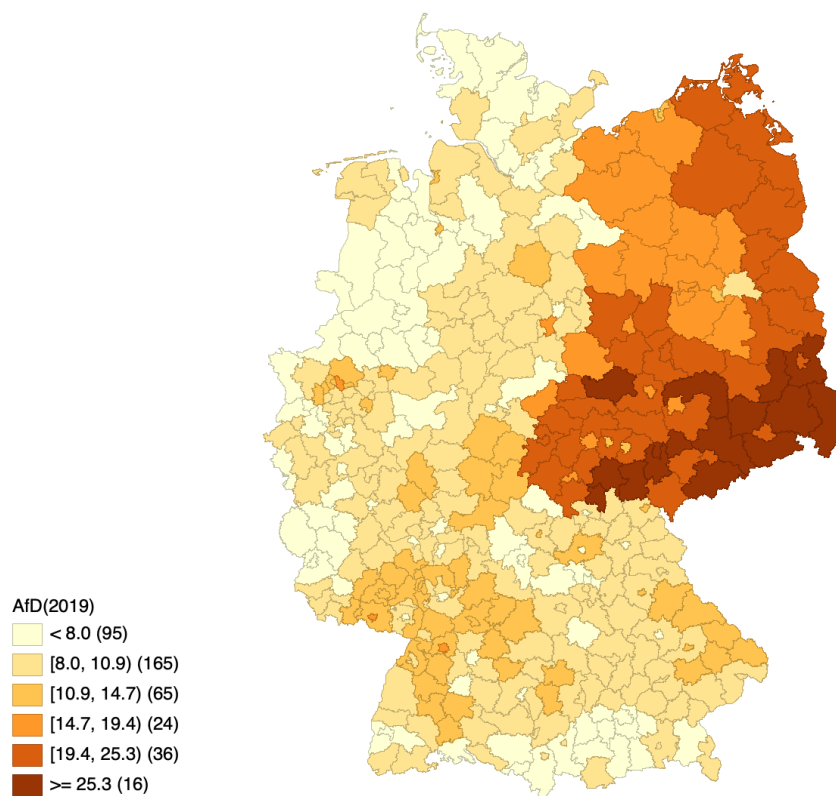 AfD(2019)
< 8.0 (95)
[8.0, 10.9) (165)
[10.9, 14.7) (65)
[14.7, 19.4) (24)
[19.4, 25.3) (36)
>= 25.3 (16)